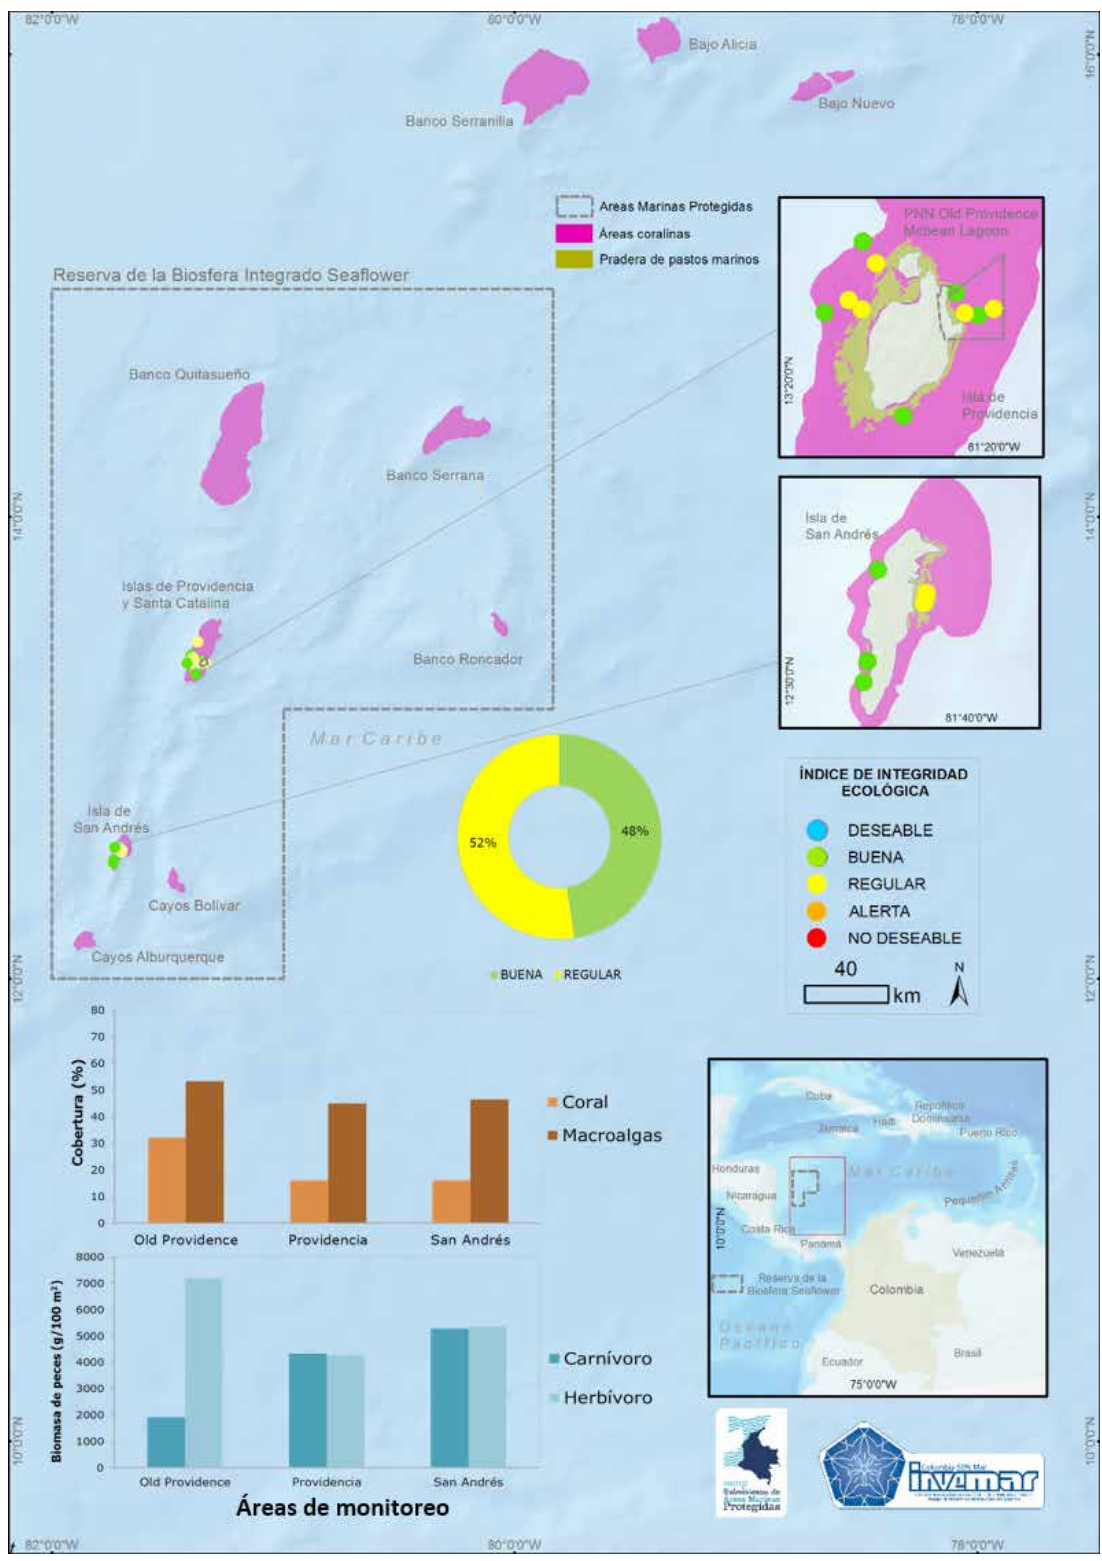 82°0'0"W
80°0'0"W
78°0'0"W
16°0'0"N
Bajo Alicia
Bajo Nuevo
Banco Serranilla
Areas Marinas Protegidas
Áreas coralinas
Pradera de pastos marinos
PNN Old Providence
Mcbean Lagoon
Isla de
Providencia
13°20'0"N
81°20'0"W
Reserva de la Biosfera Integrado Seaflower
Banco Quitasueño
Banco Serrana
14°0'0"N
14°0'0"N
Isla de
San Andrés
12°30'0"N
81°40'0"W
Islas de Providencia
y Santa Catalina
Banco Roncador
Mar Caribe
52%
48%
BUENA
REGULAR
Isla de
San Andrés
Cayos Bolívar
Cayos Alburquerque
ÍNDICE DE INTEGRIDAD
ECOLÓGICA
DESEABLE
BUENA
REGULAR
ALERTA
NO DESEABLE
40
km
N
12°0'0"N
12°0'0"N
Cobertura (%)
80
70
60
50
40
30
20
10
0
Old Providence
Providencia
San Andrés
Coral
Macroalgas
Biomasa de peces (g/100 m²)
8000
7000
6000
5000
4000
3000
2000
1000
0
Old Providence
Providencia
San Andrés
Carnívoro
Herbívoro
Áreas de monitoreo
Cuba
República
Dominicana
Haití
Jamaica
Puerto Rico
Honduras
Mar Caribe
Nicaragua
Pequeñas Antillas
Costa Rica
10°0'0"N
Panamá
Venezuela
Reserva de la
Biosfera Seaflower
Colombia
Océano
Pacífico
Brasil
Ecuador
75°0'0"W
Subsistema de
Áreas Marinas
Protegidas
Colombia 50% Mar
invemar
10°0'0"N
10°0'0"N
82°0'0"W
80°0'0"W
78°0'0"W